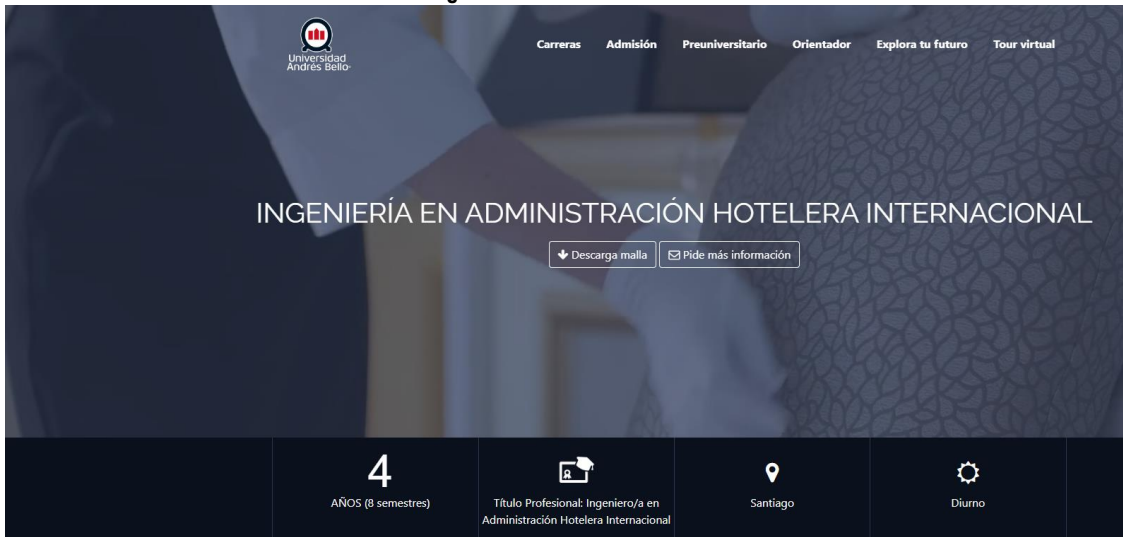 Universidad
Andrés Bello
Carreras Admisión Preuniversitario Orientador Explora tu futuro Tour virtual
INGENIERÍA EN ADMINISTRACIÓN HOTELERA INTERNACIONAL
Descarga malla Pide más información
4
AÑOS (8 semestres)
Título Profesional: Ingeniero/a en
Administración Hotelera Internacional
Santiago
Diurno